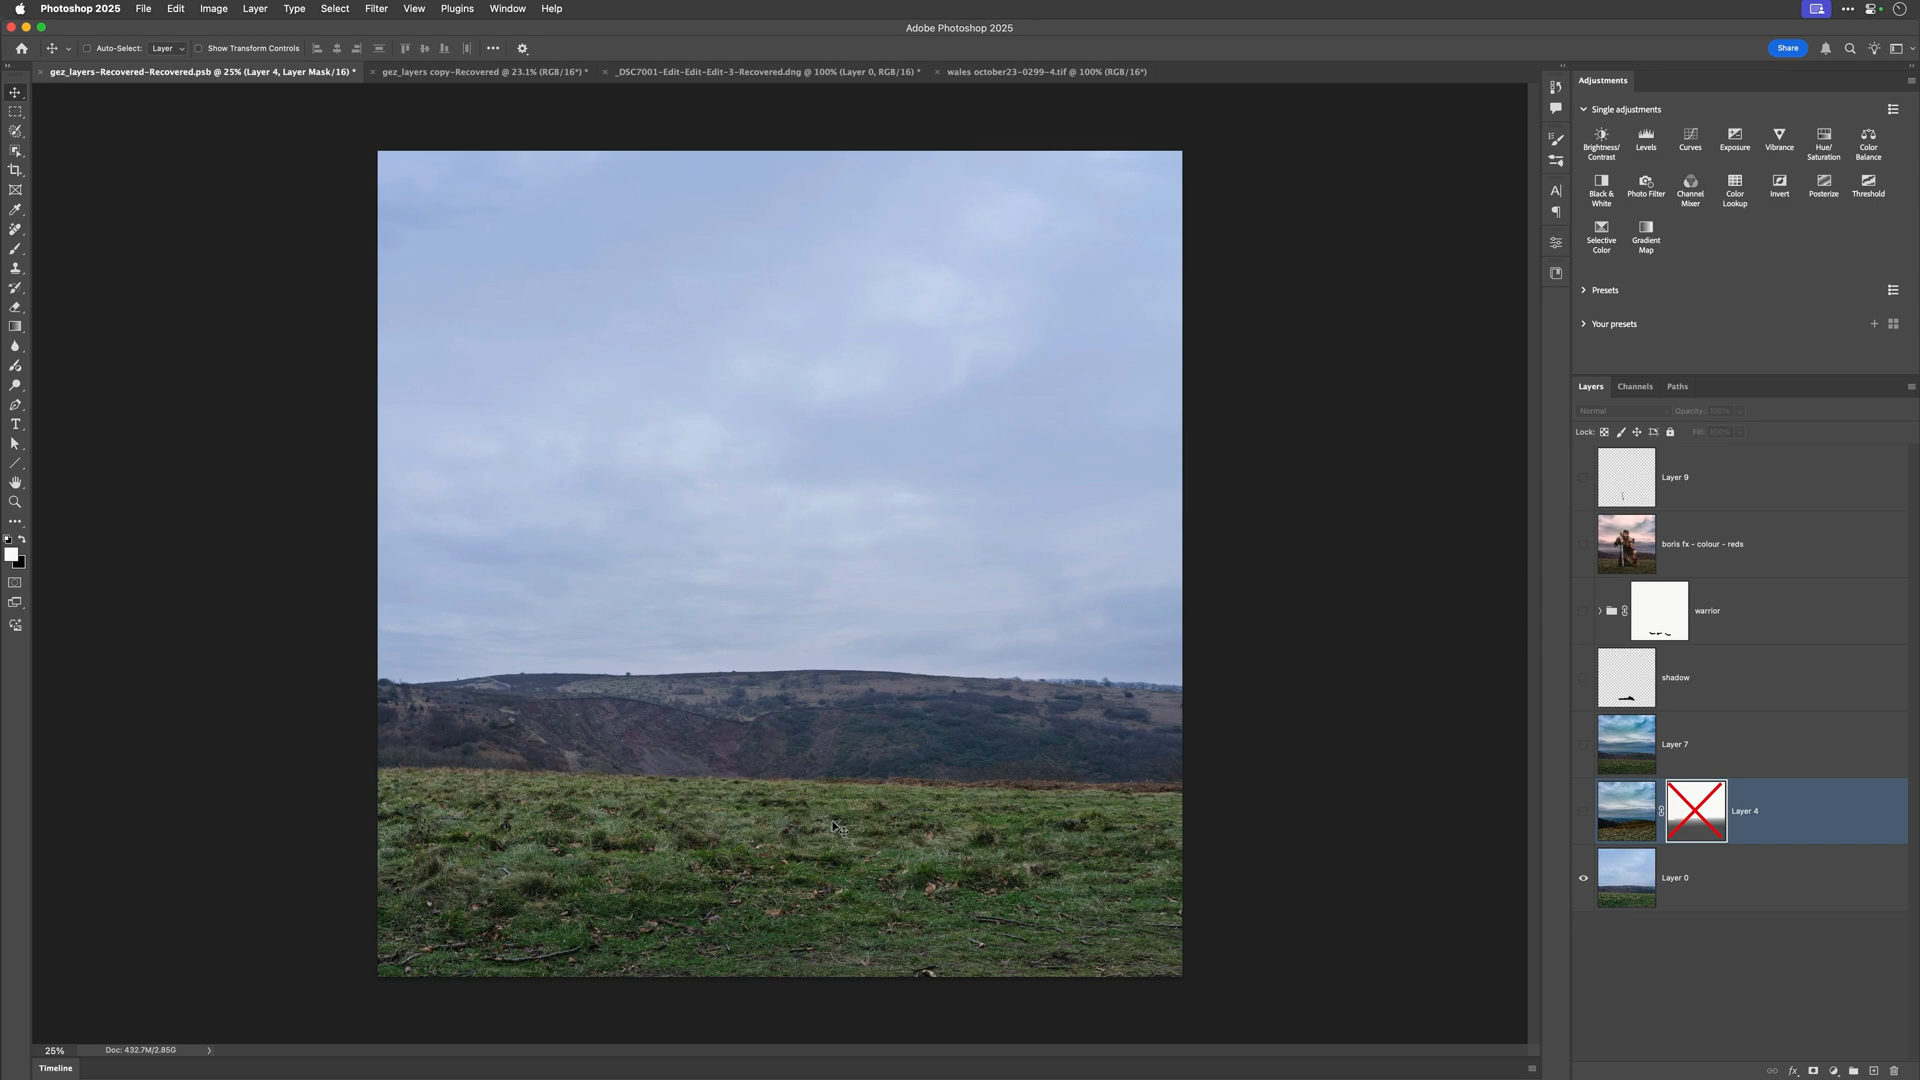 Photoshop 2025 File Edit Image Layer Type Select Filter View Plugins Window Help
Adobe Photoshop 2025
Auto-Select: Layer Show Transform Controls Share
gez_layers-Recovered-Recovered.psb @ 25% (Layer 4, Layer Mask/16) * gez_layers copy-Recovered @ 23.1% (RGB/16*) * _DSC7001-Edit-Edit-Edit-3-Recovered.dng @ 100% (Layer 0, RGB/16) * wales october23-0299-4.tif @ 100% (RGB/16*)
Adjustments
Single adjustments
Brightness/ Levels Curves Exposure Vibrance Hue/ Color
Contrast Saturation Balance
Black & Photo Filter Channel Color Invert Posterize Threshold
White Mixer Lookup
Selective Gradient
Color Map
Presets
Your presets
Layers Channels Paths
Normal Opacity: 100%
Lock: Fill: 100%
Layer 9
boris fx - colour - reds
warrior
shadow
Layer 7
Layer 4
Layer 0
25% Doc: 432.7M/2.85G
Timeline